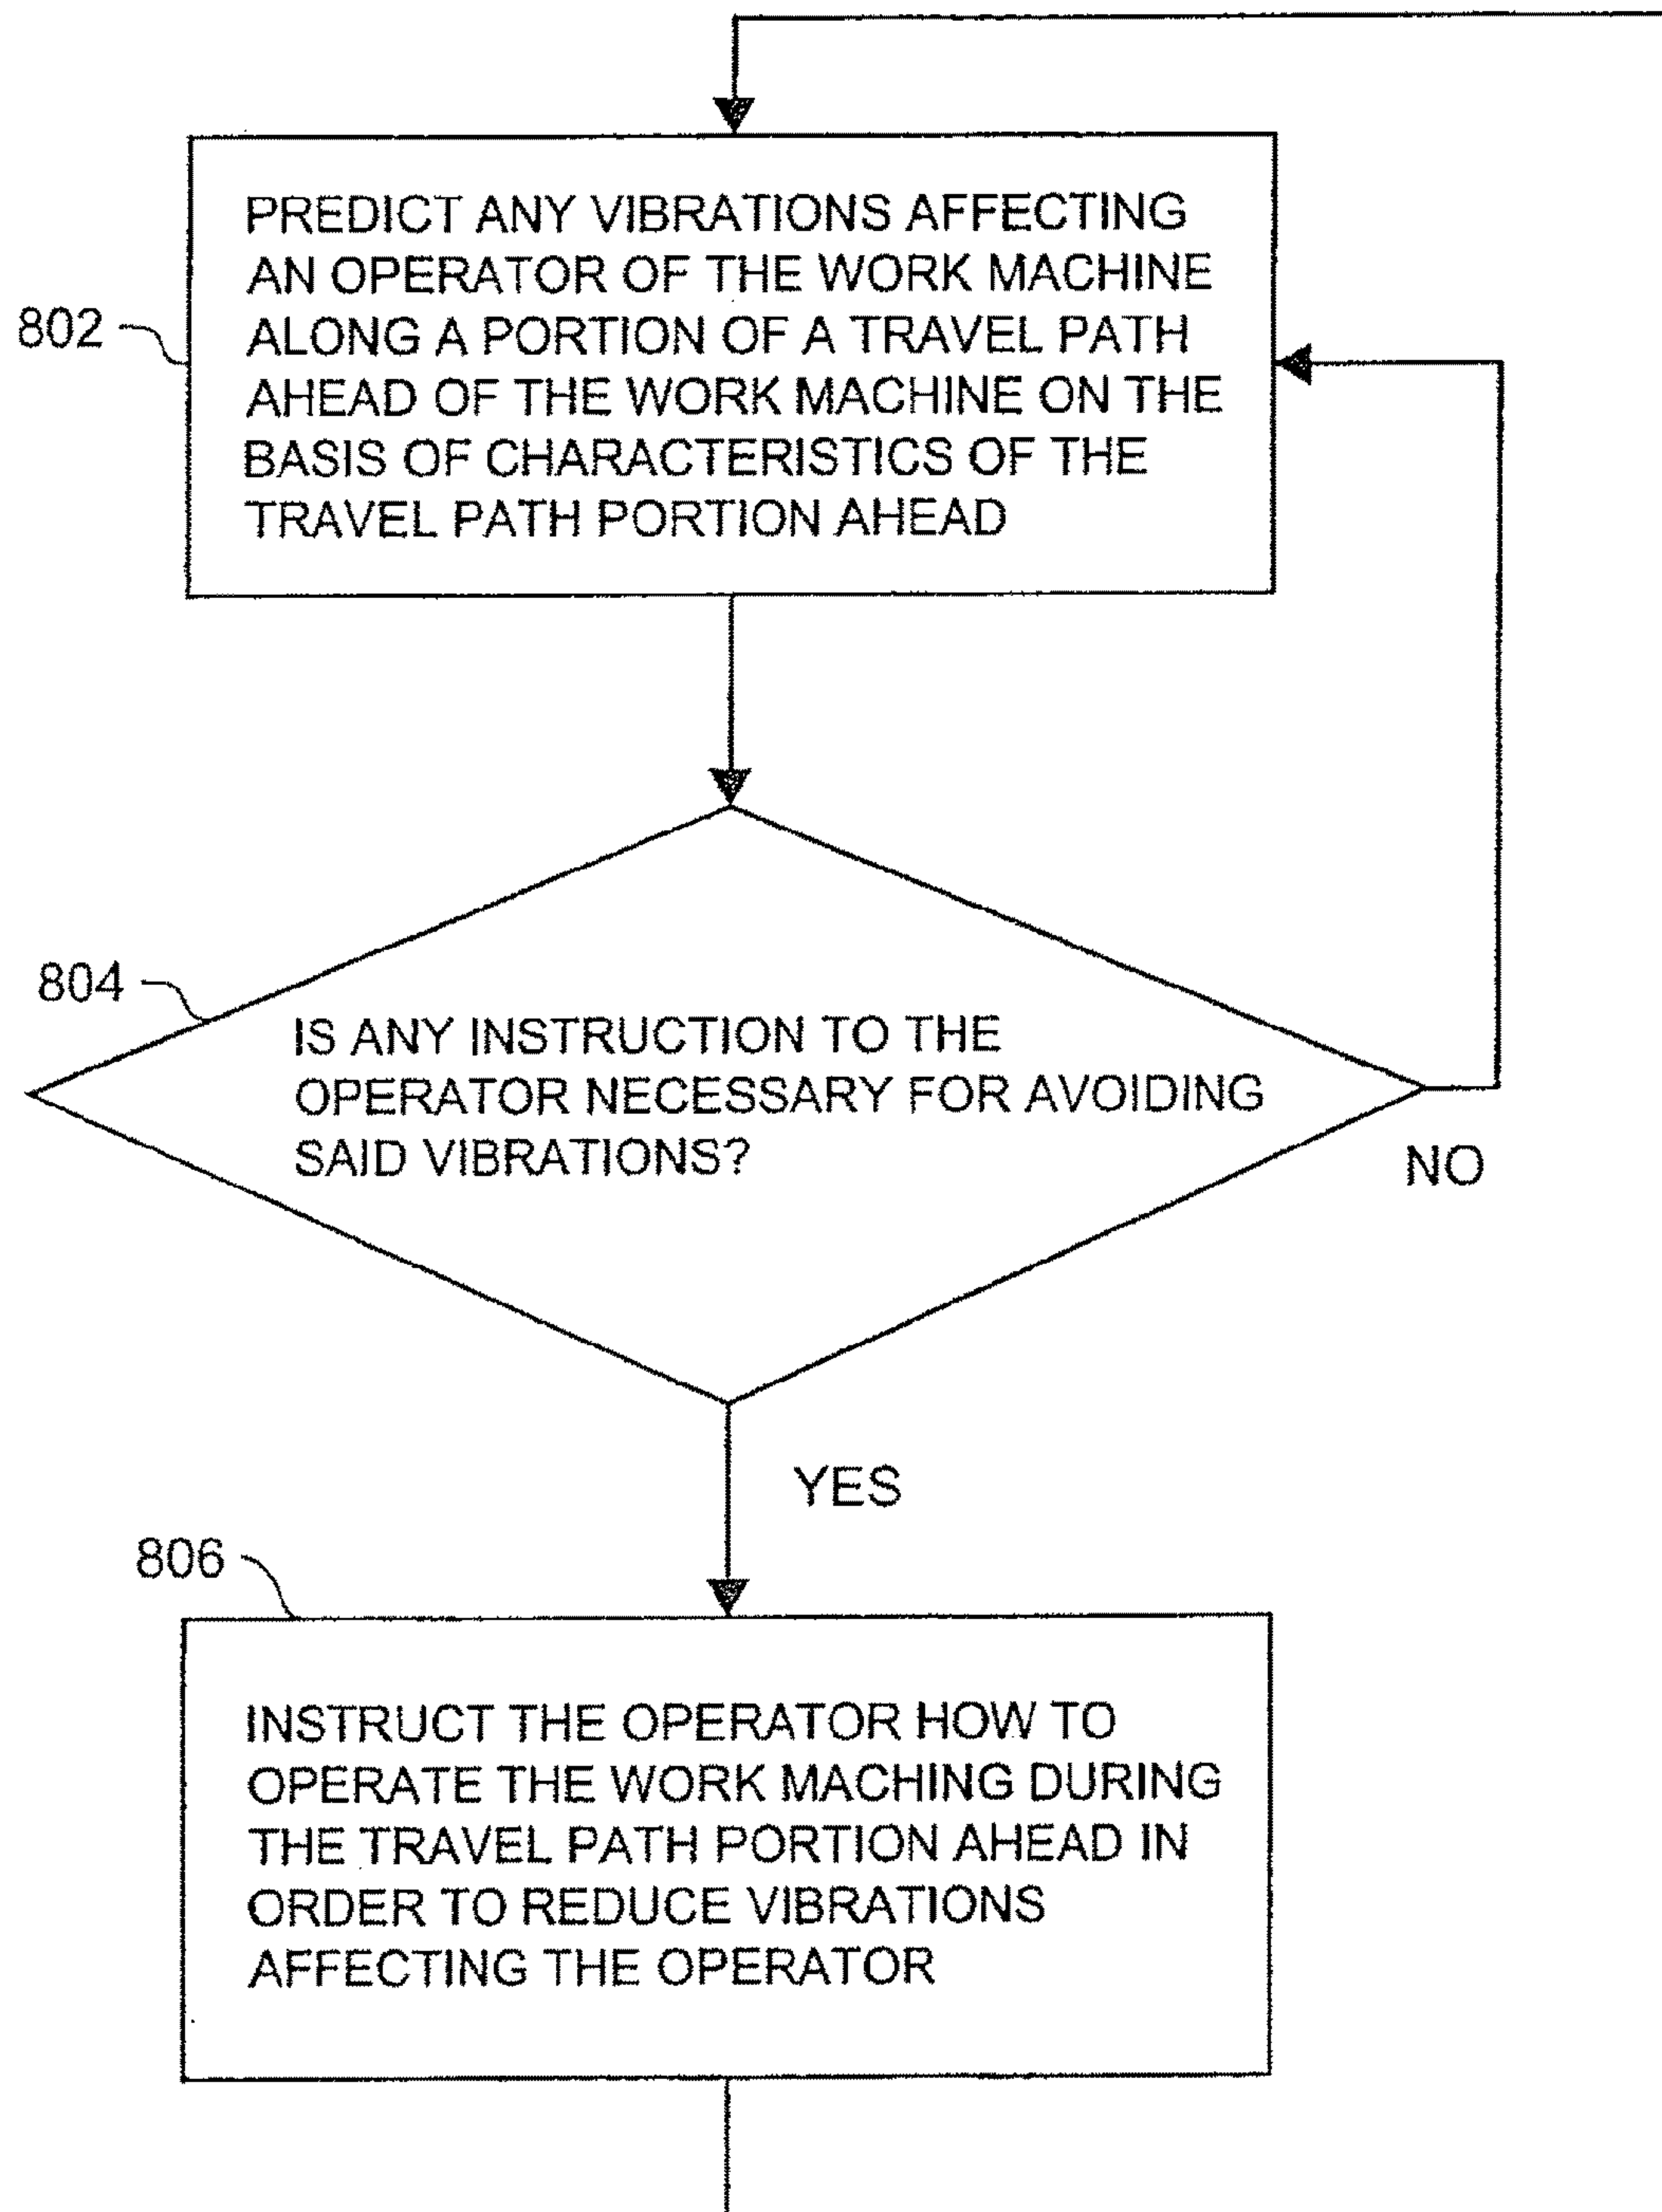 802
PREDICT ANY VIBRATIONS AFFECTING
AN OPERATOR OF THE WORK MACHINE
ALONG A PORTION OF A TRAVEL PATH
AHEAD OF THE WORK MACHINE ON THE
BASIS OF CHARACTERISTICS OF THE
TRAVEL PATH PORTION AHEAD
804
IS ANY INSTRUCTION TO THE
OPERATOR NECESSARY FOR AVOIDING
SAID VIBRATIONS?
NO
YES
806
INSTRUCT THE OPERATOR HOW TO
OPERATE THE WORK MACHING DURING
THE TRAVEL PATH PORTION AHEAD IN
ORDER TO REDUCE VIBRATIONS
AFFECTING THE OPERATOR